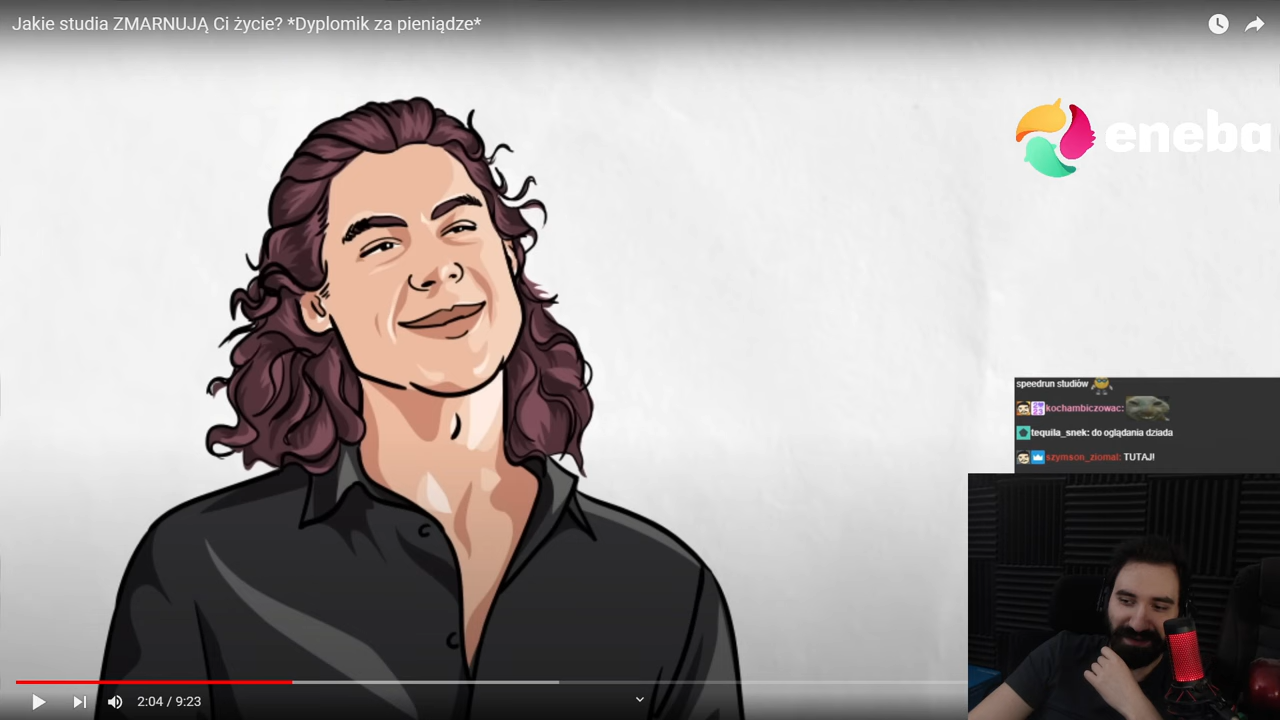 Jakie studia ZMARNUJĄ Ci życie? *Dyplomik za pieniądze*
eneba
speedrun studiów
kochambiczowac:
tequila_snek: do oglądania dziada
szymson_ziomal: TUTAJ!
2:04 / 9:23